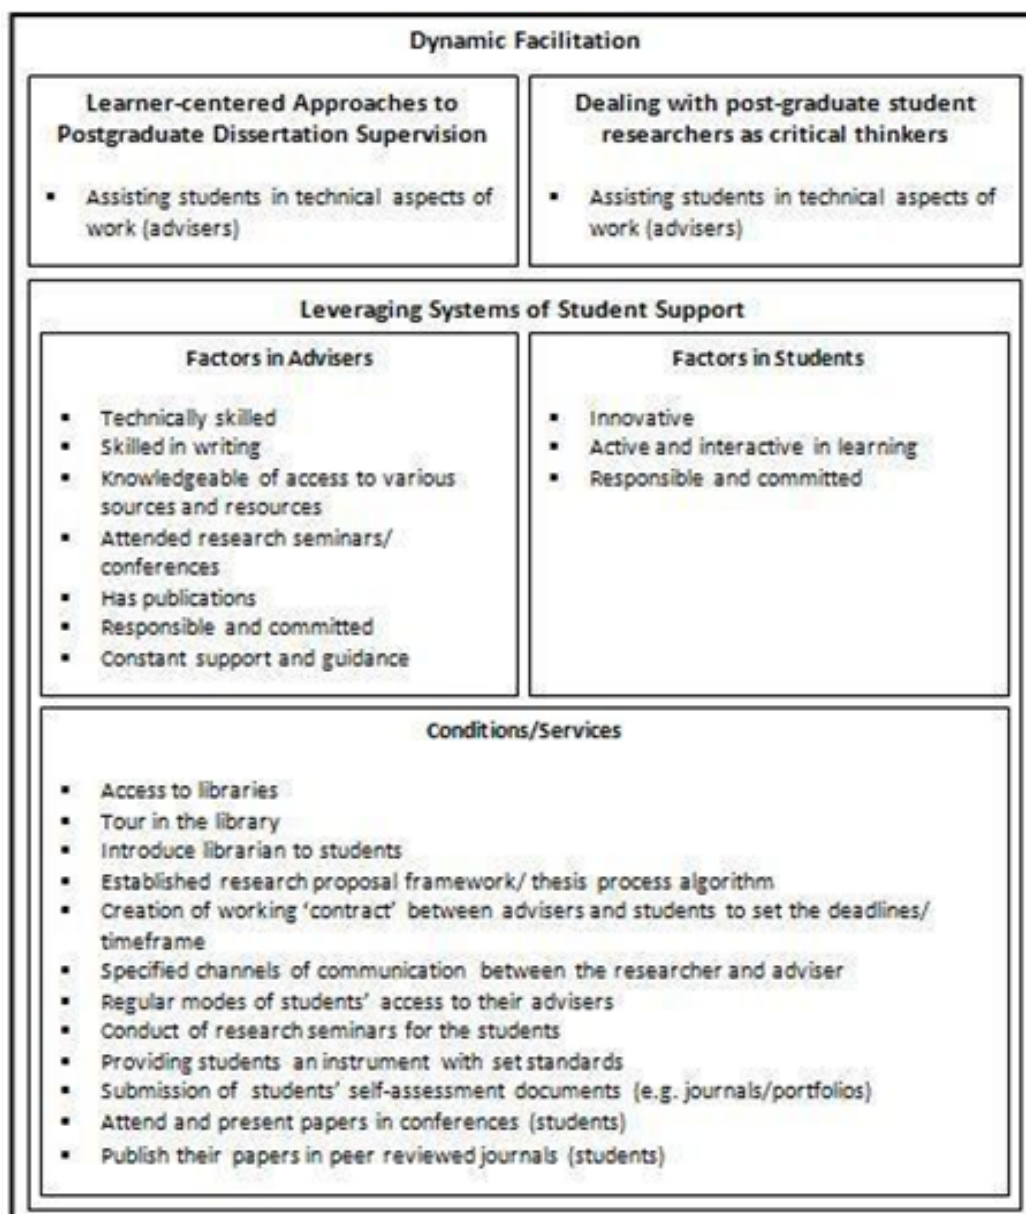 Dynamic Facilitation
Learner-centered Approaches to
Postgraduate Dissertation Supervision
▪ Assisting students in technical aspects of
work (advisers)
Dealing with post-graduate student
researchers as critical thinkers
▪ Assisting students in technical aspects of
work (advisers)
Leveraging Systems of Student Support
Factors in Advisers
▪ Technically skilled
▪ Skilled in writing
▪ Knowledgeable of access to various
sources and resources
▪ Attended research seminars/
conferences
▪ Has publications
▪ Responsible and committed
▪ Constant support and guidance
Factors in Students
▪ Innovative
▪ Active and interactive in learning
▪ Responsible and committed
Conditions/Services
▪ Access to libraries
▪ Tour in the library
▪ Introduce librarian to students
▪ Established research proposal framework/ thesis process algorithm
▪ Creation of working ‘contract’ between advisers and students to set the deadlines/
timeframe
▪ Specified channels of communication between the researcher and adviser
▪ Regular modes of students’ access to their advisers
▪ Conduct of research seminars for the students
▪ Providing students an instrument with set standards
▪ Submission of students’ self-assessment documents (e.g. journals/portfolios)
▪ Attend and present papers in conferences (students)
▪ Publish their papers in peer reviewed journals (students)